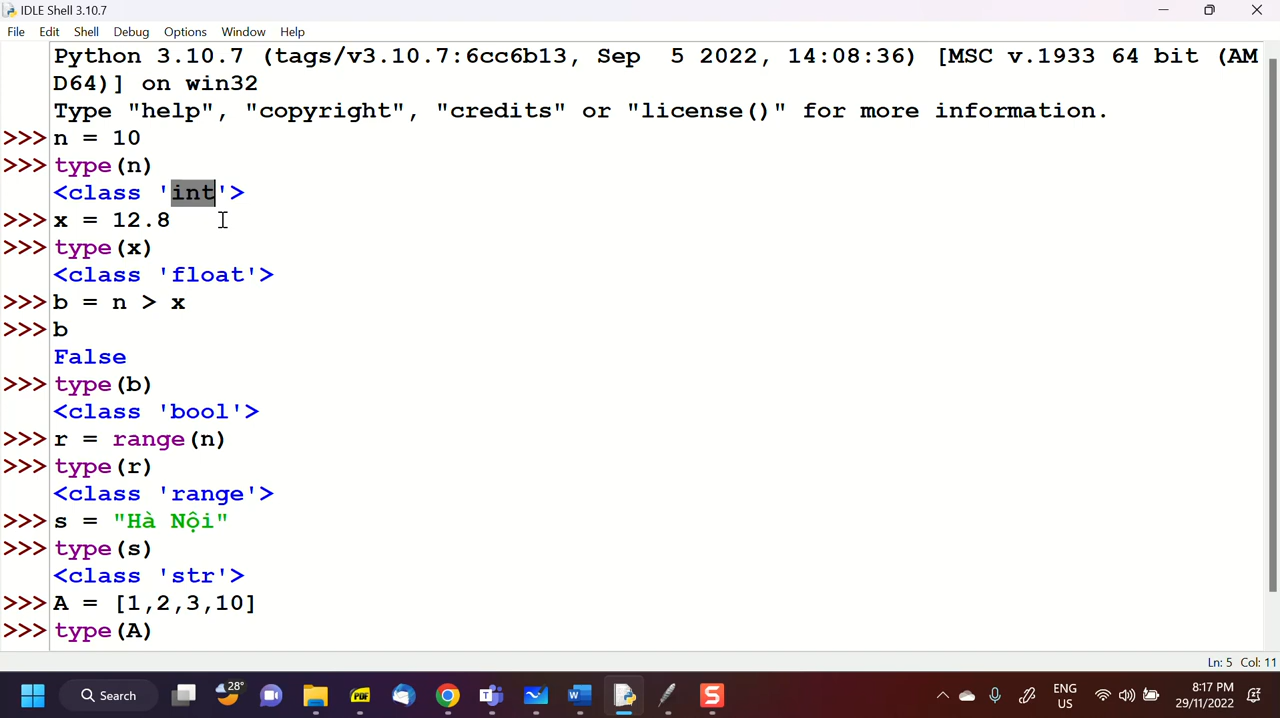 IDLE Shell 3.10.7
File Edit Shell Debug Options Window Help
Python 3.10.7 (tags/v3.10.7:6cc6b13, Sep  5 2022, 14:08:36) [MSC v.1933 64 bit (AM
D64)] on win32
Type "help", "copyright", "credits" or "license()" for more information.
>>> n = 10
>>> type(n)
<class 'int'>
>>> x = 12.8
>>> type(x)
<class 'float'>
>>> b = n > x
>>> b
False
>>> type(b)
<class 'bool'>
>>> r = range(n)
>>> type(r)
<class 'range'>
>>> s = "Hà Nội"
>>> type(s)
<class 'str'>
>>> A = [1,2,3,10]
>>> type(A)
Ln: 5 Col: 11
Search 28° PDF W S ENG US 8:17 PM 29/11/2022